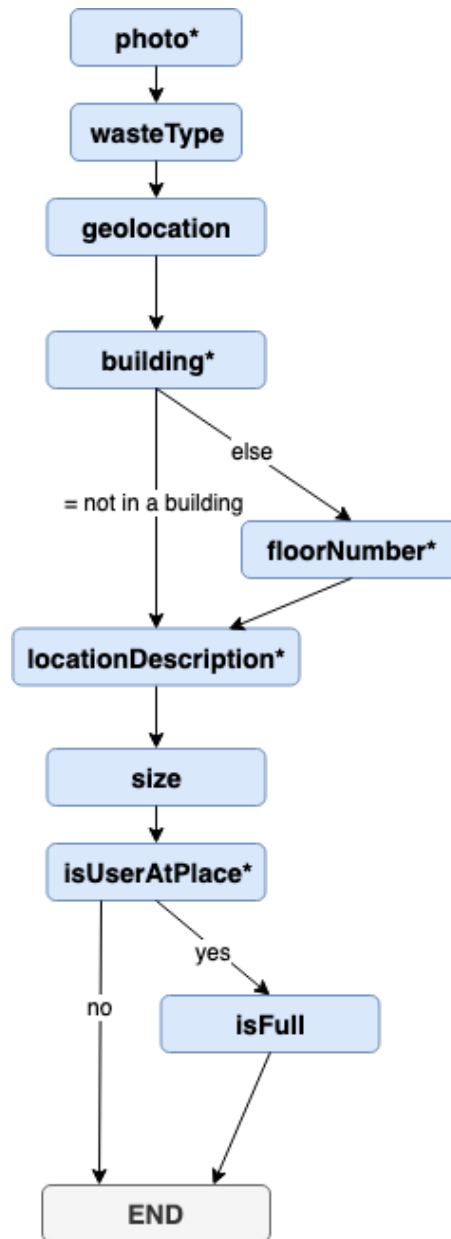 photo*
wasteType
geolocation
building*
else
= not in a building
floorNumber*
locationDescription*
size
isUserAtPlace*
yes
no
isFull
END